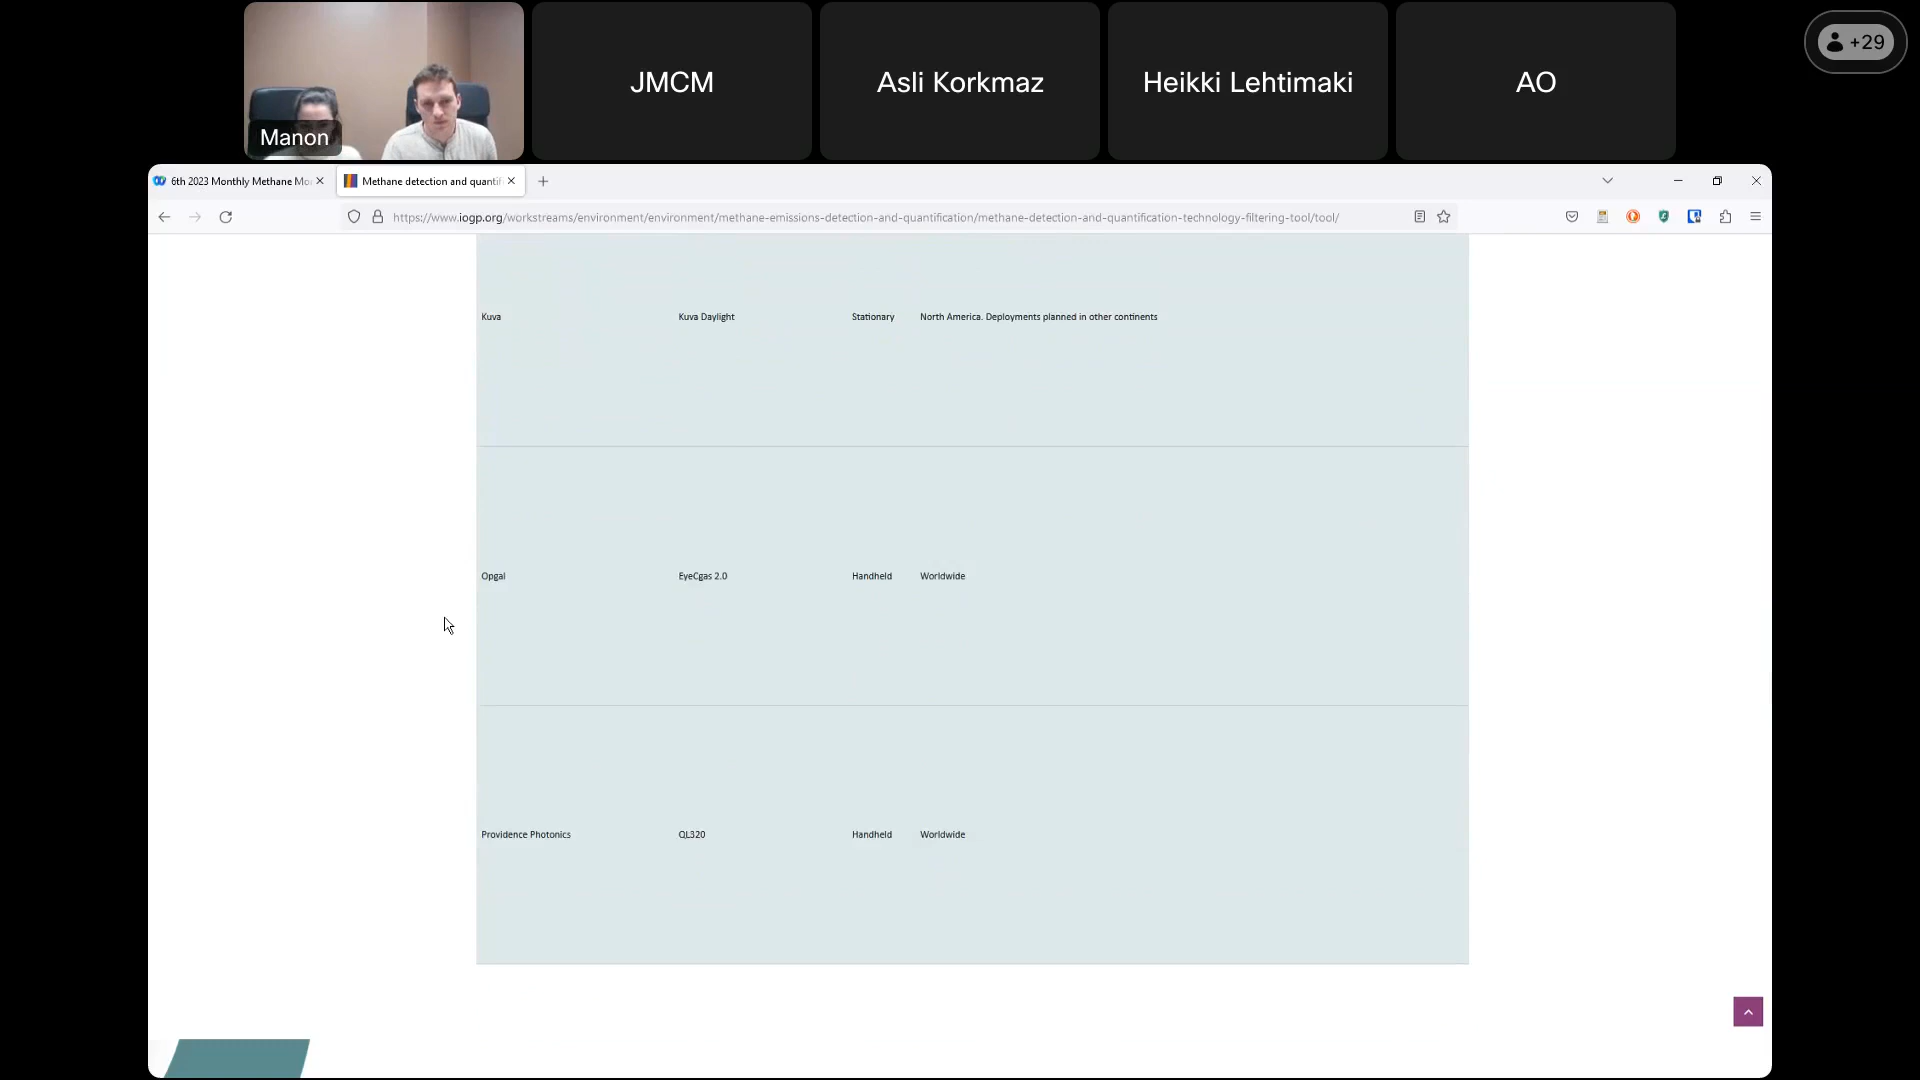 Manon
JMCM
Asli Korkmaz
Heikki Lehtimaki
AO
+29
6th 2023 Monthly Methane Mo
Methane detection and quantif
https://www.iogp.org/workstreams/environment/environment/methane-emissions-detection-and-quantification/methane-detection-and-quantification-technology-filtering-tool/tool/
Kuva Kuva Daylight Stationary North America. Deployments planned in other continents
Opgal EyeCgas 2.0 Handheld Worldwide
Providence Photonics QL320 Handheld Worldwide